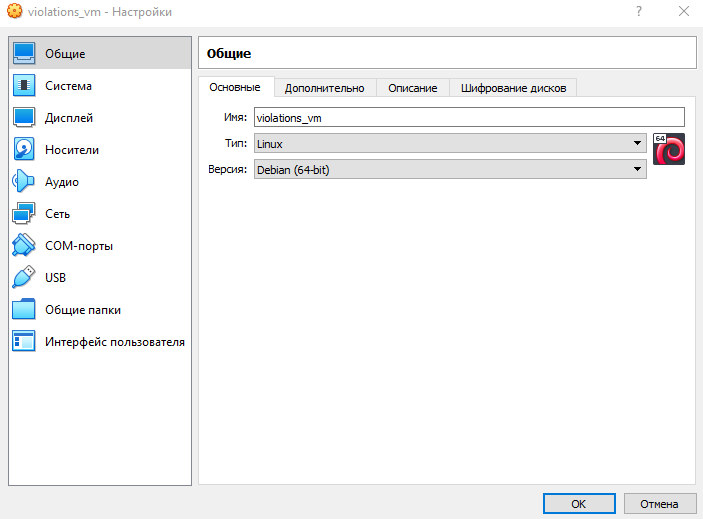 violations_vm - Настройки
?
Общие
Система
Дисплей
Носители
Аудио
Сеть
COM-порты
USB
Общие папки
Интерфейс пользователя
Общие
Основные Дополнительно Описание Шифрование дисков
Имя: violations_vm
Тип: Linux
64
Версия: Debian (64-bit)
OK Отмена